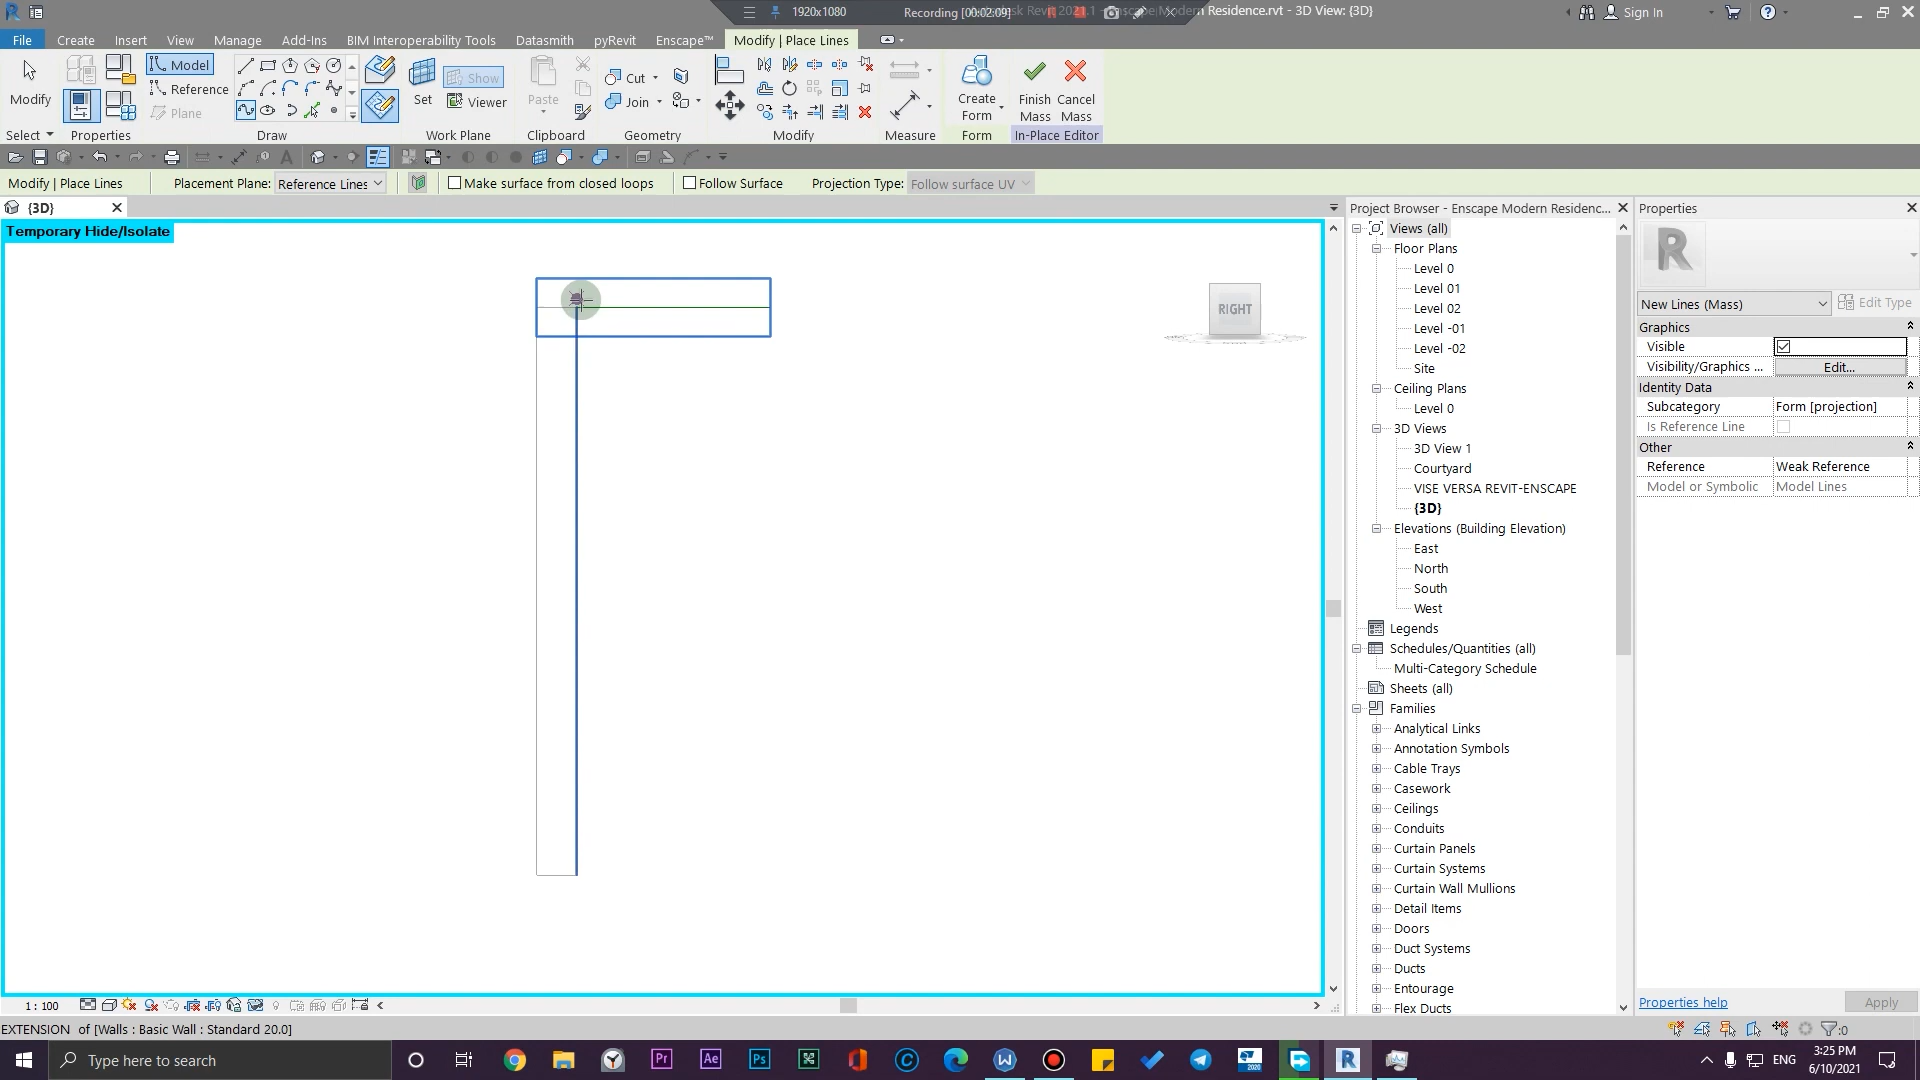 1920x1080
Recording [00:02:09]
Modern Residence.rvt - 3D View: {3D}
Sign In
File
Create
Insert
View
Manage
Add-Ins
BIM Interoperability Tools
Datasmith
pyRevit
Enscape™
Modify | Place Lines
Modify
Model
Reference
Plane
Set
Show
Viewer
Paste
Cut
Join
Create Form
Finish Mass
Cancel Mass
Select
Properties
Draw
Work Plane
Clipboard
Geometry
Modify
Measure
Form
In-Place Editor
Modify | Place Lines
Placement Plane:
Reference Lines
Make surface from closed loops
Follow Surface
Projection Type:
Follow surface UV
{3D}
Temporary Hide/Isolate
RIGHT
Project Browser - Enscape Modern Residenc...
Views (all)
Floor Plans
Level 0
Level 01
Level 02
Level -01
Level -02
Site
Ceiling Plans
Level 0
3D Views
3D View 1
Courtyard
VISE VERSA REVIT-ENSCAPE
{3D}
Elevations (Building Elevation)
East
North
South
West
Legends
Schedules/Quantities (all)
Multi-Category Schedule
Sheets (all)
Families
Analytical Links
Annotation Symbols
Cable Trays
Casework
Ceilings
Conduits
Curtain Panels
Curtain Systems
Curtain Wall Mullions
Detail Items
Doors
Duct Systems
Ducts
Entourage
Flex Ducts
Properties
New Lines (Mass)
Edit Type
Graphics
Visible
Visibility/Graphics ...
Edit...
Identity Data
Subcategory
Form [projection]
Is Reference Line
Other
Reference
Weak Reference
Model or Symbolic
Model Lines
Properties help
Apply
1 : 100
EXTENSION of [Walls : Basic Wall : Standard 20.0]
:0
Type here to search
Pr
Ae
Ps
2020
ENG
3:25 PM
6/10/2021